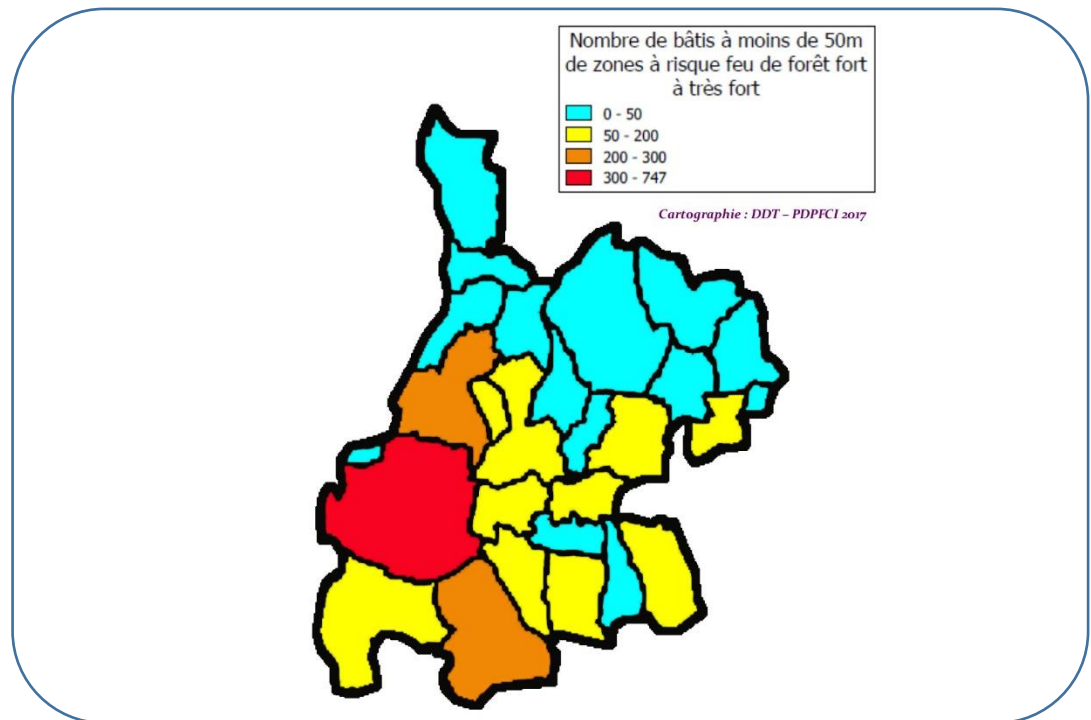 Nombre de bâtis à moins de 50m
de zones à risque feu de forêt fort
à très fort
0 - 50
50 - 200
200 - 300
300 - 747
Cartographie : DDT – PDPFCI 2017